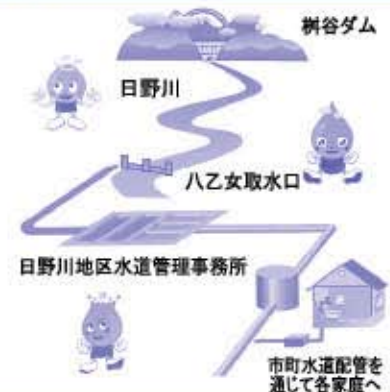 桝谷ダム
日野川
八乙女取水口
日野川地区水道管理事務所
市町水道配管を
通じて各家庭へ